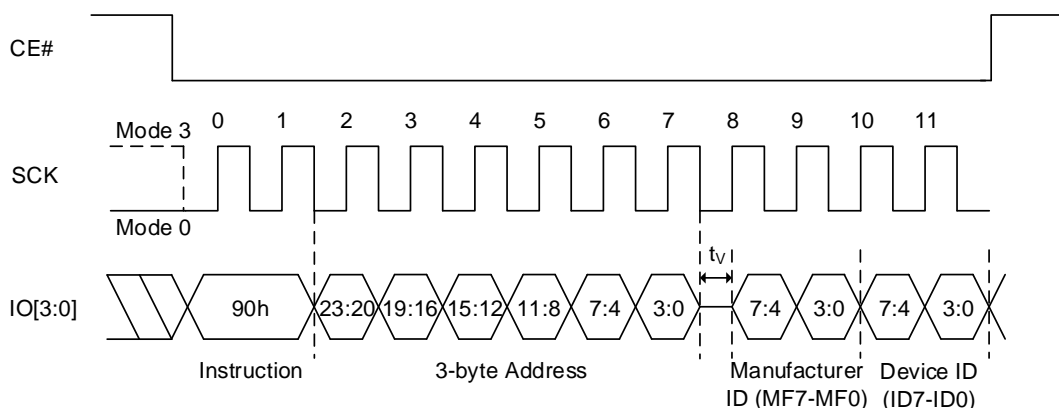 CE#
0 1 2 3 4 5 6 7 8 9 10 11
Mode 3
SCK
Mode 0
tV
IO[3:0] 90h 23:20 19:16 15:12 11:8 7:4 3:0 7:4 3:0 7:4 3:0
Instruction 3-byte Address Manufacturer Device ID
ID (MF7-MF0) (ID7-ID0)